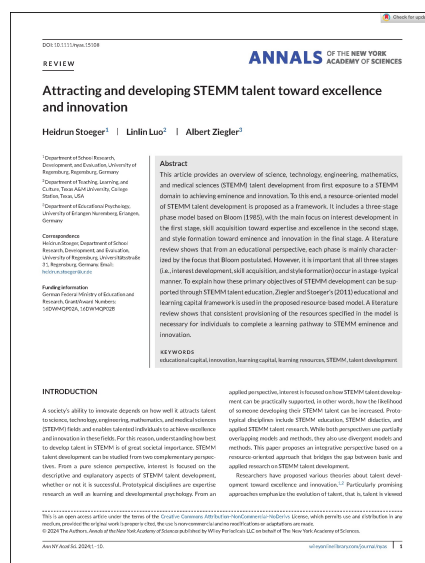 Check for upda
DOI: 10.1111/nyas.15108
ANNALS OF THE NEW YORK
ACADEMY OF SCIENCES
REVIEW
Attracting and developing STEMM talent toward excellence
and innovation
Heidrun Stoeger1 | Linlin Luo2 | Albert Ziegler3
1Department of School Research,
Development, and Evaluation, University of
Regensburg, Regensburg, Germany
2Department of Teaching, Learning, and
Culture, Texas A&M University, College
Station, Texas, USA
3Department of Educational Psychology,
University of Erlangen Nuremberg, Erlangen,
Germany
Correspondence
Heidrun Stoeger, Department of School
Research, Development, and Evaluation,
University of Regensburg, Universitätsstraße
31, Regensburg, Germany. Email:
heidrun.stoeger@ur.de
Funding information
German Federal Ministry of Education and
Research, Grant/Award Numbers:
16DWMQP02A, 16DWMQP02B
Abstract
This article provides an overview of science, technology, engineering, mathematics,
and medical sciences (STEMM) talent development from first exposure to a STEMM
domain to achieving eminence and innovation. To this end, a resource-oriented model
of STEMM talent development is proposed as a framework. It includes a three-stage
phase model based on Bloom (1985), with the main focus on interest development in
the first stage, skill acquisition toward expertise and excellence in the second stage,
and style formation toward eminence and innovation in the final stage. A literature
review shows that from an educational perspective, each phase is mainly character-
ized by the focus that Bloom postulated. However, it is important that all three stages
(i.e., interest development, skill acquisition, and style formation) occur in a stage-typical
manner. To explain how these primary objectives of STEMM development can be sup-
ported through STEMM education, Ziegler and Stoeger's (2011) educational and
learning capital framework is used in the proposed resource-based model. A literature
review shows that consistent provisioning of the resources specified in the model is
necessary for individuals to complete a learning pathway to STEMM eminence and
innovation.
KEYWORDS
educational capital, innovation, learning capital, learning resources, STEMM, talent development
INTRODUCTION
A society's ability to innovate depends on how well it attracts talent
to science, technology, engineering, mathematics, and medical sciences
(STEMM) fields and enables talented individuals to achieve excellence
and innovation in these fields. For this reason, understanding how best
to develop talent in STEMM is of great societal importance. STEMM
talent development can be studied from two complementary perspec-
tives. From a pure science perspective, interest is focused on the
descriptive and explanatory aspects of STEMM talent development,
whether or not it is successful. Prototypical disciplines are expertise
research as well as learning and developmental psychology. From an
applied perspective, interest is focused on how STEMM talent develop-
ment can be practically supported, in other words, how the likelihood
of someone developing their STEMM talent can be increased. Proto-
typical disciplines include STEMM education, STEMM didactics, and
applied STEMM talent research. While both perspectives use partially
overlapping models and methods, they also use divergent models and
methods. This paper proposes an integrative perspective based on a
resource-oriented approach that bridges the gap between basic and
applied research on STEMM talent development.
Researchers have proposed various theories about talent devel-
opment toward excellence and innovation.1,2 Particularly promising
approaches emphasize the evolution of talent, that is, talent is viewed
This is an open access article under the terms of the Creative Commons Attribution-NonCommercial-NoDerivs License, which permits use and distribution in any
medium, provided the original work is properly cited, the use is non-commercial and no modifications or adaptations are made.
© 2024 The Authors. Annals of the New York Academy of Sciences published by Wiley Periodicals LLC on behalf of The New York Academy of Sciences.
Ann NY Acad Sci. 2024;1–10.
wileyonlinelibrary.com/journal/nyas | 1